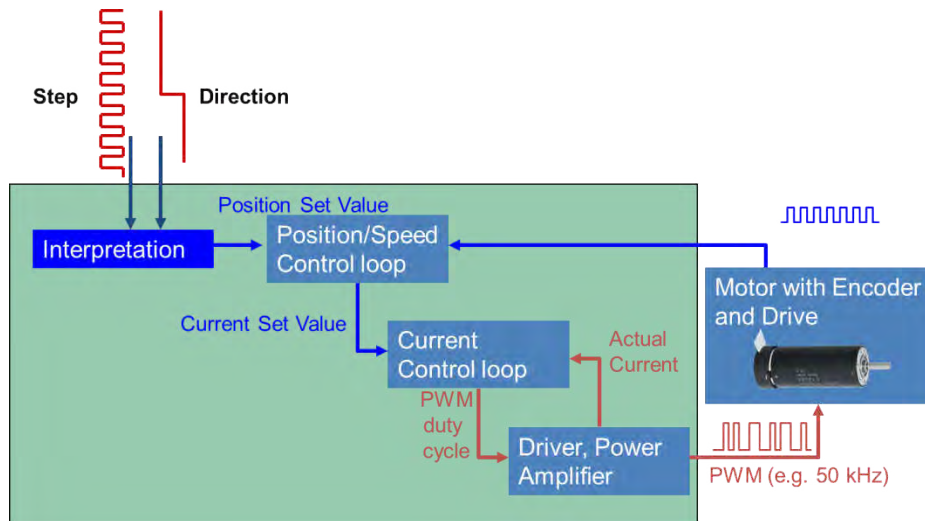 Step
Direction
Position Set Value
Interpretation
Position/Speed
Control loop
Motor with Encoder
and Drive
Current Set Value
Current
Control loop
Actual
Current
PWM
duty
cycle
Driver, Power
Amplifier
PWM (e.g. 50 kHz)